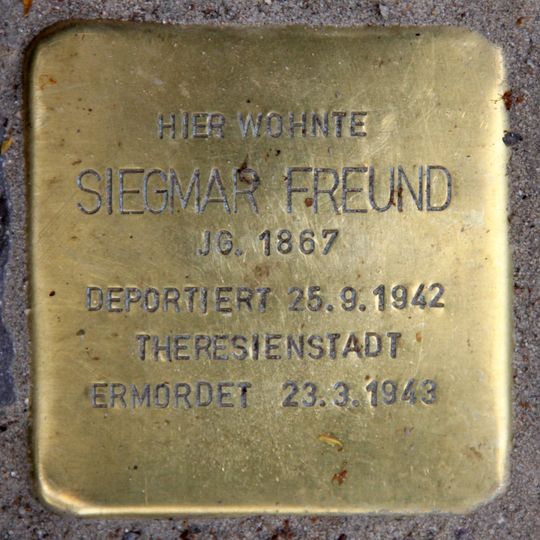 HIER WOHNTE
SIEGMAR FREUND
JG. 1867
DEPORTIERT 25.9.1942
THERESIENSTADT
ERMORDET 23.3.1943